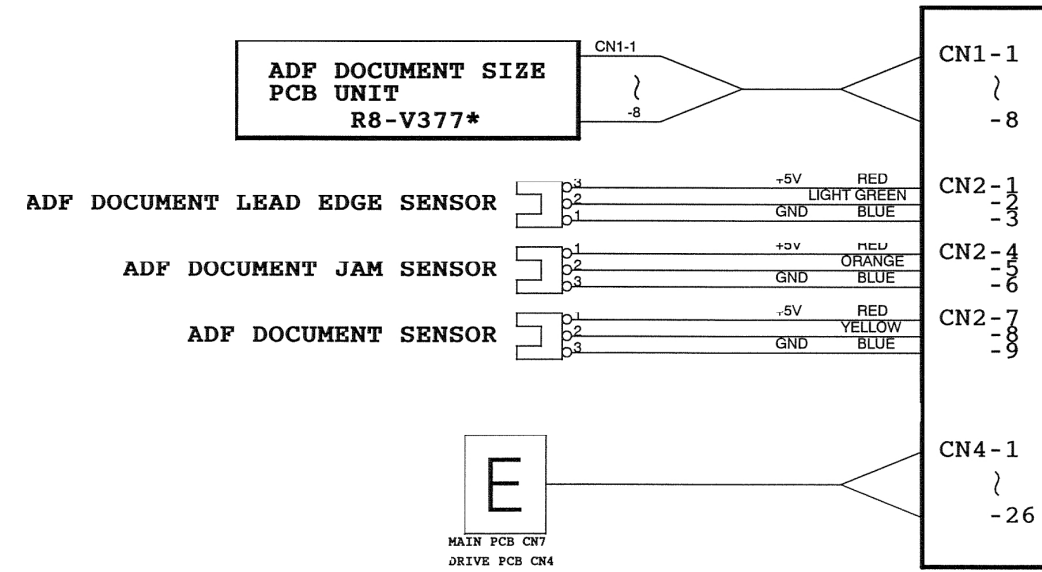 CN1-1
ADF DOCUMENT SIZE
PCB UNIT
R8-V377*
-8
CN1-1
-8
ADF DOCUMENT LEAD EDGE SENSOR
3 +5V RED CN2-1
2 LIGHT GREEN -2
1 GND BLUE -3
ADF DOCUMENT JAM SENSOR
1 +5V RED CN2-4
2 ORANGE -5
3 GND BLUE -6
ADF DOCUMENT SENSOR
1 +5V RED CN2-7
2 YELLOW -8
3 GND BLUE -9
E
MAIN PCB CN7
DRIVE PCB CN4
CN4-1
-26